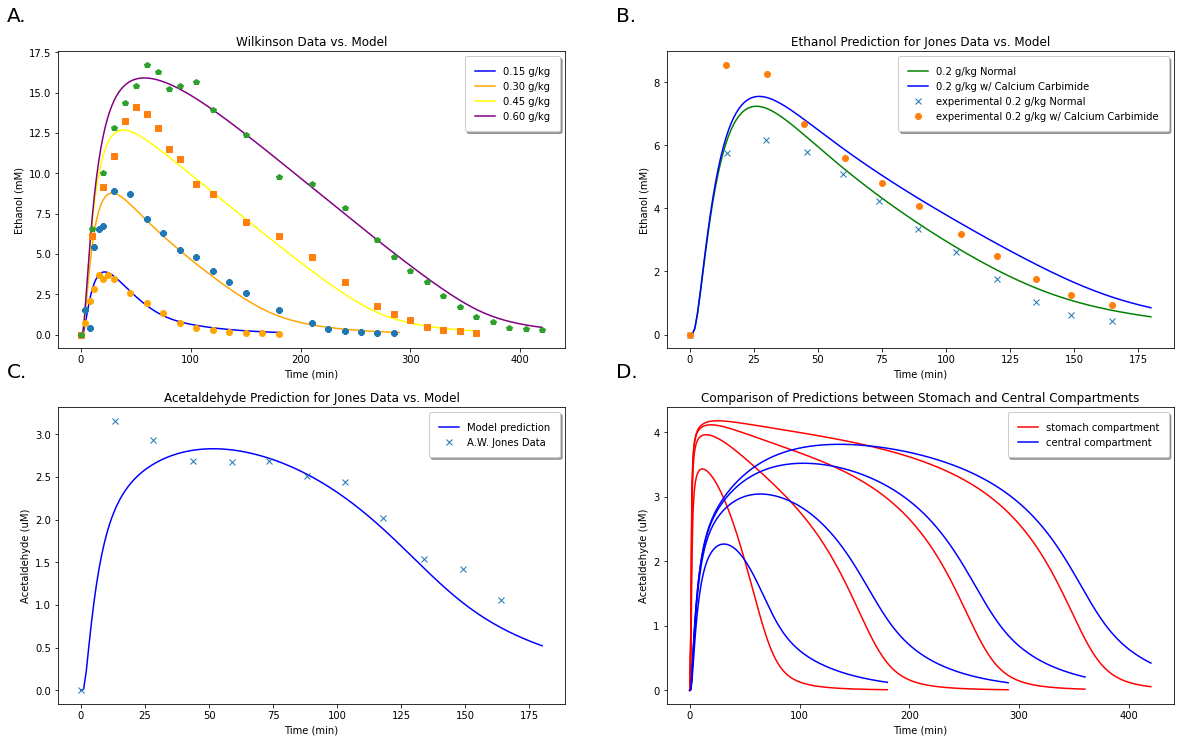 A.
Wilkinson Data vs. Model
Ethanol (mM)
17.5
15.0
12.5
10.0
7.5
5.0
2.5
0.0
0.15 g/kg
0.30 g/kg
0.45 g/kg
0.60 g/kg
0 100 200 300 400
Time (min)
B.
Ethanol Prediction for Jones Data vs. Model
Ethanol (mM)
8
6
4
2
0
0.2 g/kg Normal
0.2 g/kg w/ Calcium Carbimide
experimental 0.2 g/kg Normal
experimental 0.2 g/kg w/ Calcium Carbimide
0 25 50 75 100 125 150 175
Time (min)
C.
Acetaldehyde Prediction for Jones Data vs. Model
Acetaldehyde (uM)
3.0
2.5
2.0
1.5
1.0
0.5
0.0
Model prediction
A.W. Jones Data
0 25 50 75 100 125 150 175
Time (min)
D.
Comparison of Predictions between Stomach and Central Compartments
Acetaldehyde (uM)
4
3
2
1
0
stomach compartment
central compartment
0 100 200 300 400
Time (min)